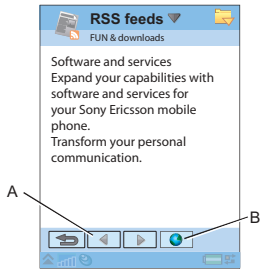 RSS feeds
FUN & downloads
Software and services
Expand your capabilities with
software and services for
your Sony Ericsson mobile
phone.
Transform your personal
communication.
A
B